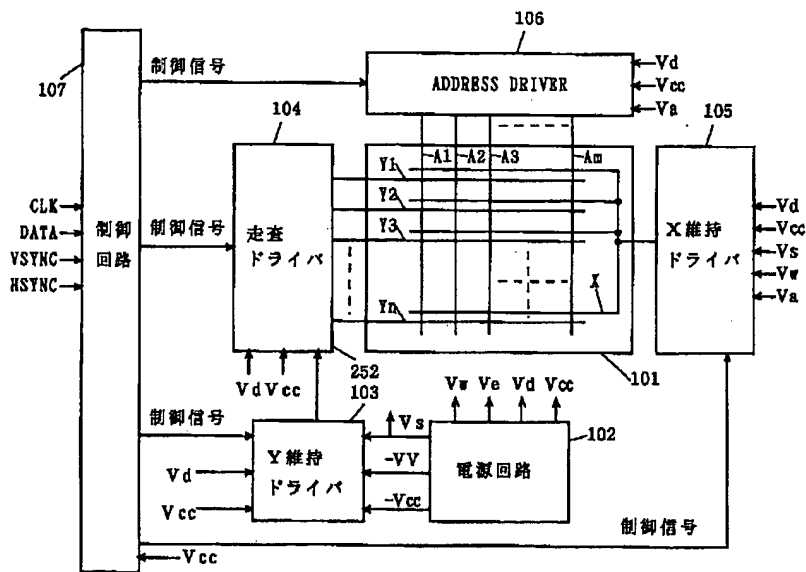 106
107
制御信号
ADDRESS DRIVER
Vd
Vcc
Va
104
105
A1
A2
A3
Am
Y1
Y2
Y3
Yn
X
CLK
DATA
VSYNC
HSYNC
制御
回路
制御信号
走査
ドライバ
X維持
ドライバ
Vd
Vcc
Vs
Vw
Va
252
103
101
Vd
Vcc
Vw
Ve
Vd
Vcc
制御信号
Vs
102
Vd
Y維持
ドライバ
-VV
電源回路
Vcc
-Vcc
制御信号
Vcc